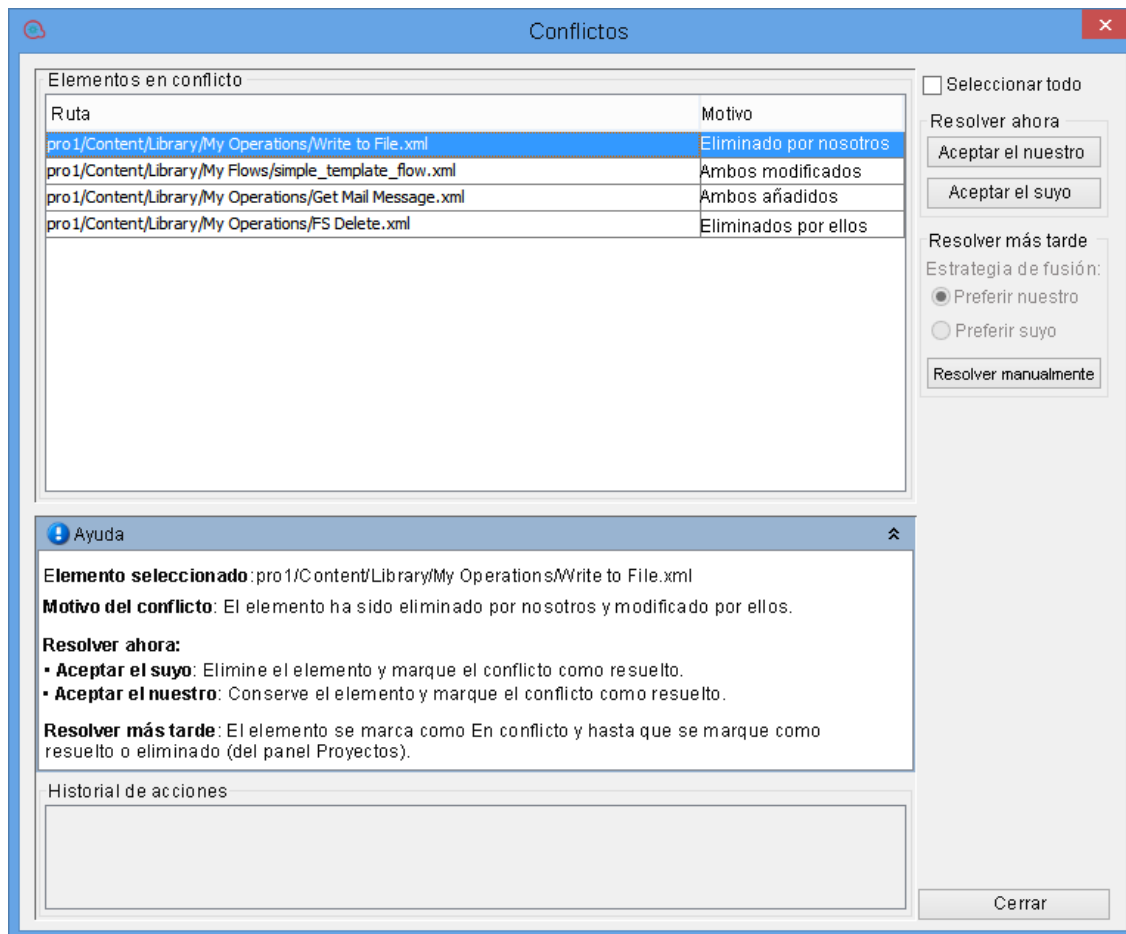 Conflictos
Elementos en conflicto
Ruta
Motivo
pro1/Content/Library/My Operations/Write to File.xml
Eliminado por nosotros
pro1/Content/Library/My Flows/simple_template_flow.xml
Ambos modificados
pro1/Content/Library/My Operations/Get Mail Message.xml
Ambos añadidos
pro1/Content/Library/My Operations/FS Delete.xml
Eliminados por ellos
Seleccionar todo
Resolver ahora
Aceptar el nuestro
Aceptar el suyo
Resolver más tarde
Estrategia de fusión:
Preferir nuestro
Preferir suyo
Resolver manualmente
Ayuda
Elemento seleccionado:pro1/Content/Library/My Operations/Write to File.xml
Motivo del conflicto: El elemento ha sido eliminado por nosotros y modificado por ellos.
Resolver ahora:
▪ Aceptar el suyo: Elimine el elemento y marque el conflicto como resuelto.
▪ Aceptar el nuestro: Conserve el elemento y marque el conflicto como resuelto.
Resolver más tarde: El elemento se marca como En conflicto y hasta que se marque como
resuelto o eliminado (del panel Proyectos).
Historial de acciones
Cerrar